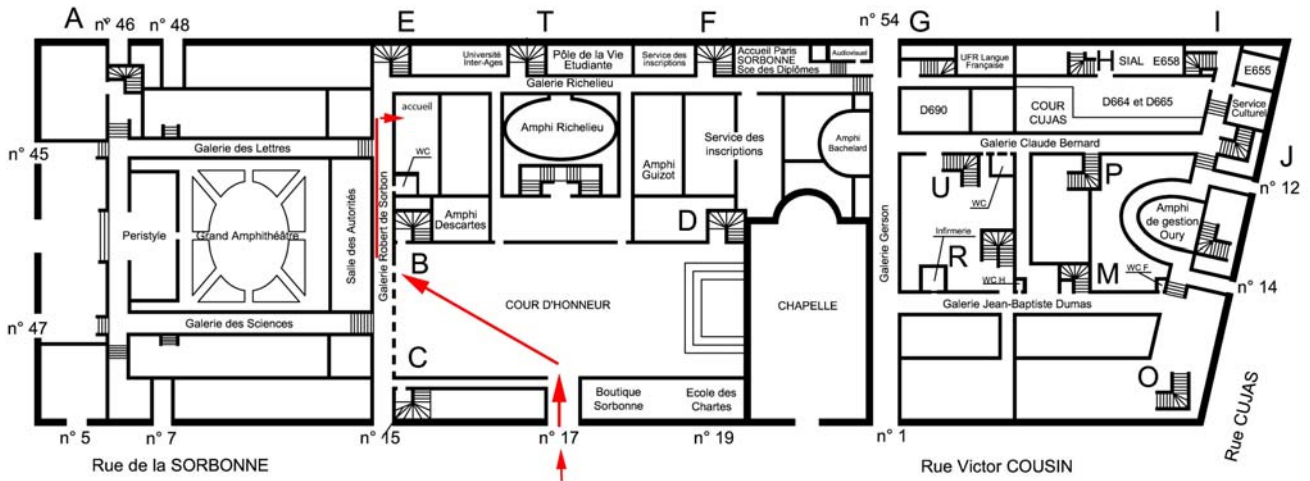 A
n° 46
n° 48
E
T
F
n° 54
G
I
Université
Inter-Ages
Pôle de la Vie
Etudiante
Service des
inscriptions
Accueil Paris
SORBONNE
Sce des Diplômes
Audiovisuel
UFR Langue
Française
SIAL E658
E655
Galerie Richelieu
accueil
Amphi Richelieu
WC
Amphi
Guizot
Service des
inscriptions
Amphi
Bachelard
D690
COUR
CUJAS
D664 et D665
Service
Culturel
n° 45
Galerie des Lettres
Galerie Claude Bernard
J
n° 12
Peristyle
Grand Amphithéâtre
Salle des Autorités
Galerie Robert de Sorbon
Amphi
Descartes
D
B
U
WC
P
Amphi
de gestion
Oury
Infirmerie
R
WC H
M
WC F
n° 14
n° 47
Galerie des Sciences
COUR D'HONNEUR
CHAPELLE
Galerie Gerson
Galerie Jean-Baptiste Dumas
C
Boutique
Sorbonne
Ecole des
Chartes
O
n° 5
n° 7
n° 15
n° 17
n° 19
n° 1
Rue de la SORBONNE
Rue Victor COUSIN
Rue CUJAS